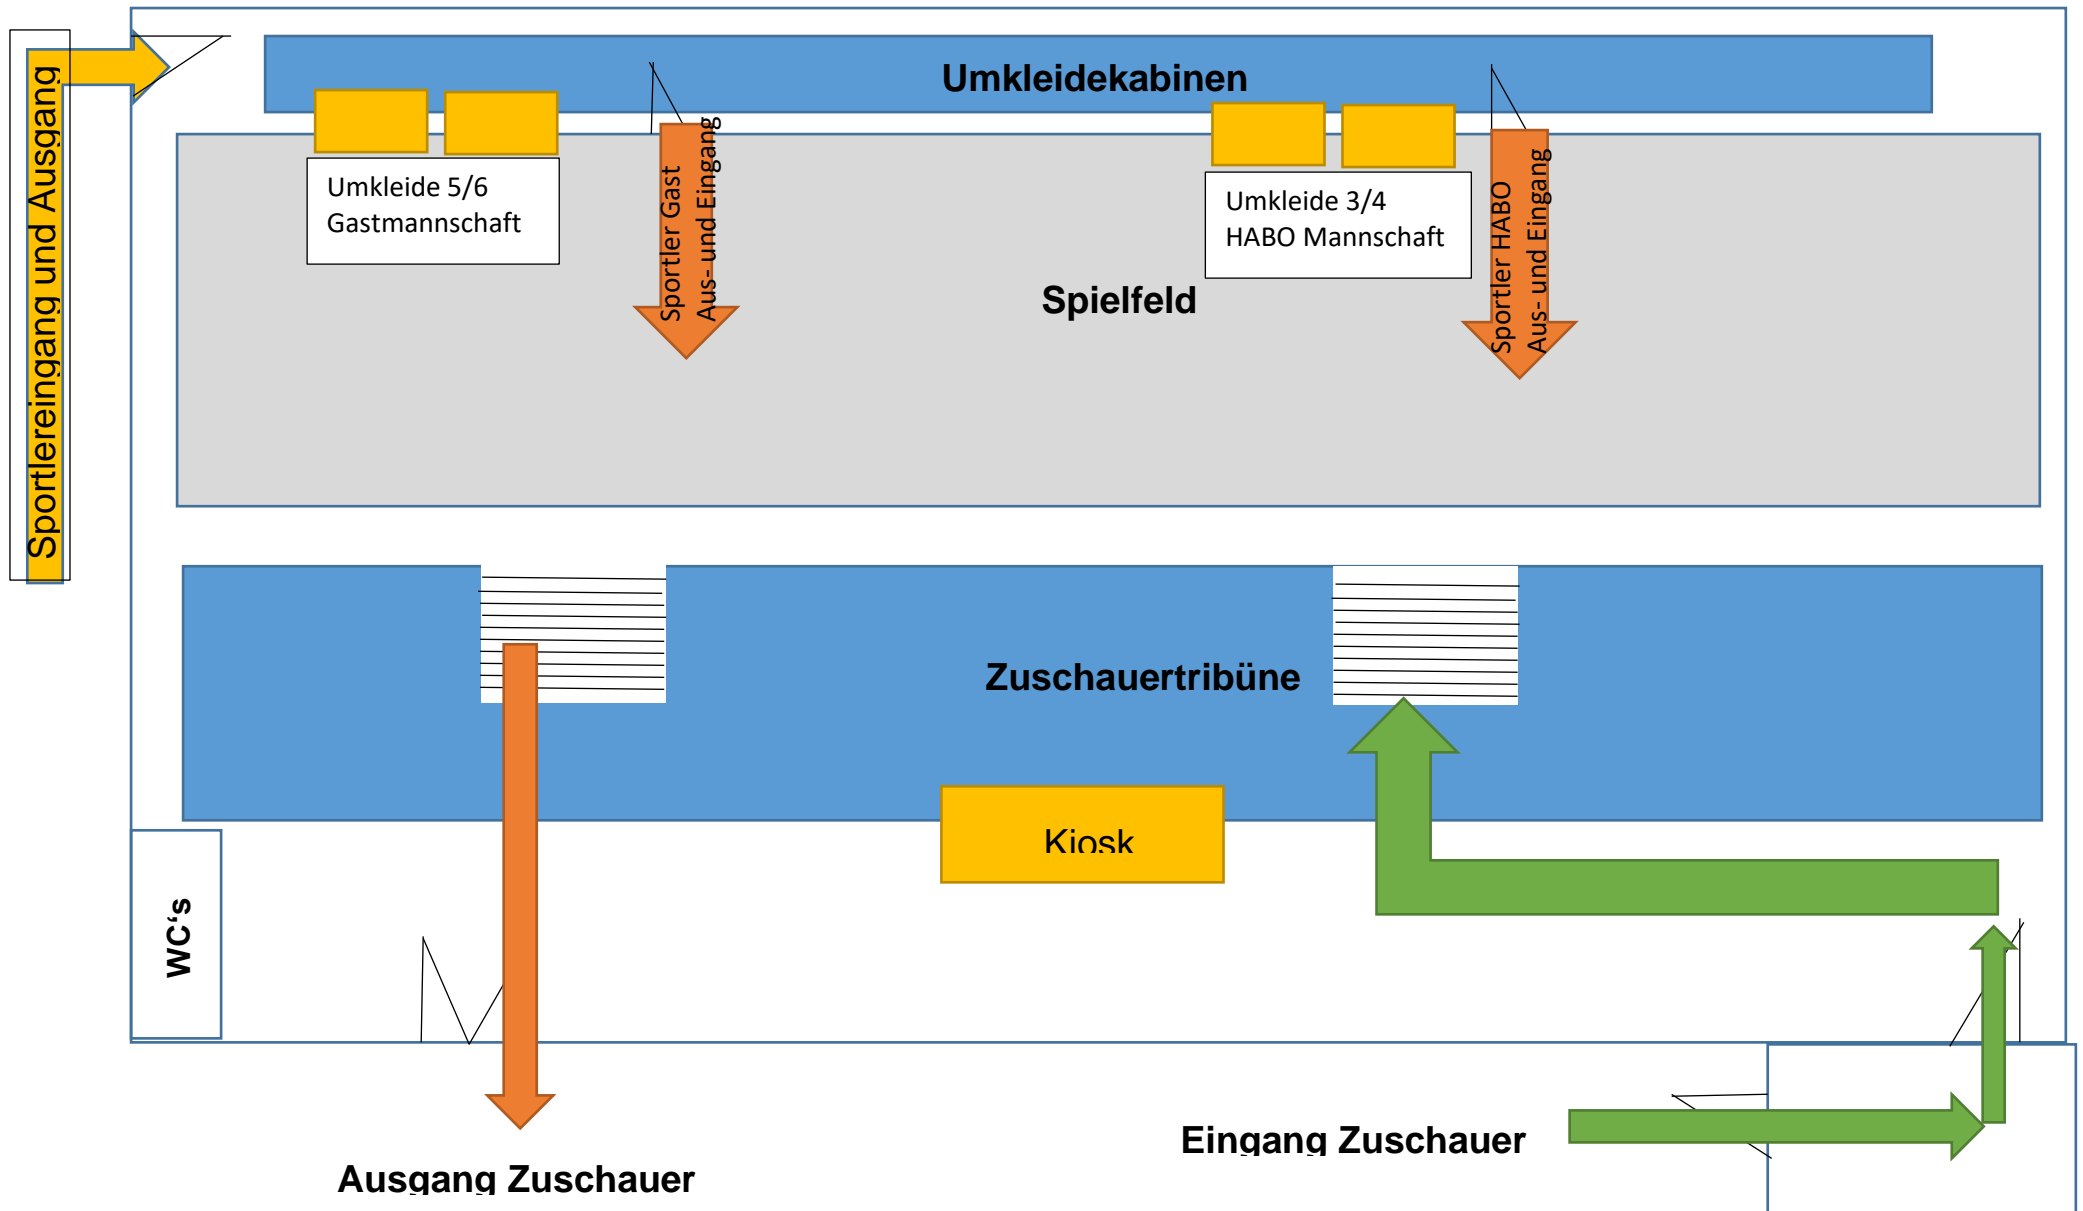 Sportlereingang und Ausgang
Umkleidekabinen
Umkleide 5/6
Gastmannschaft
Sportler Gast
Aus- und Eingang
Umkleide 3/4
HABO Mannschaft
Sportler HABO
Aus- und Eingang
Spielfeld
Zuschauertribüne
Kiosk
WC‘s
Eingang Zuschauer
Ausgang Zuschauer